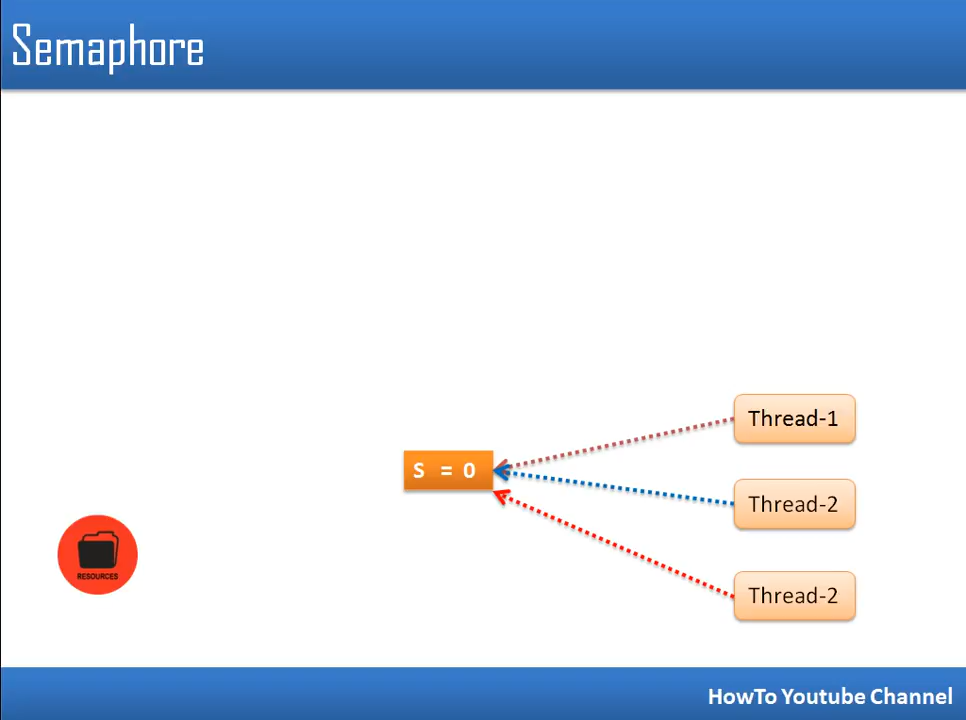 Semaphore
Thread-1
S = 0
Thread-2
RESOURCES
Thread-2
HowTo Youtube Channel